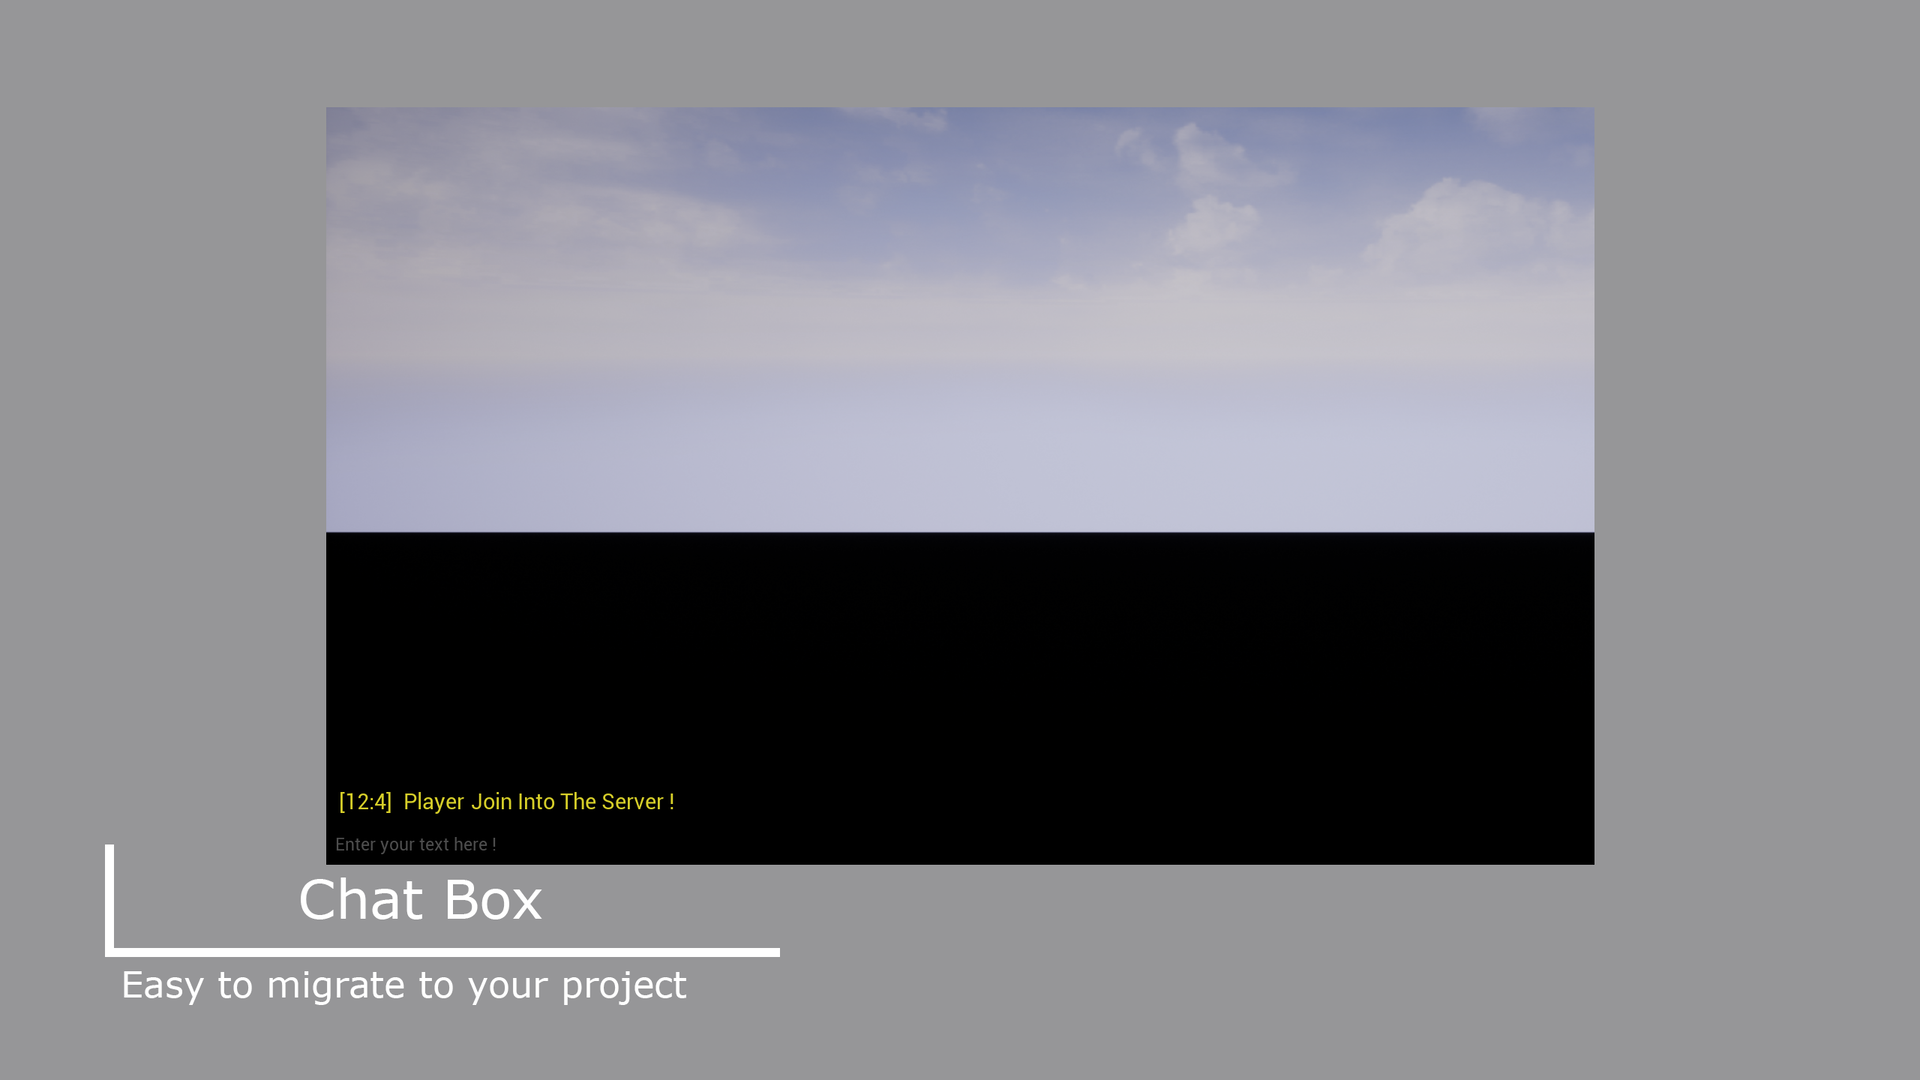 [12:4] Player Join Into The Server !
Enter your text here !
Chat Box
Easy to migrate to your project